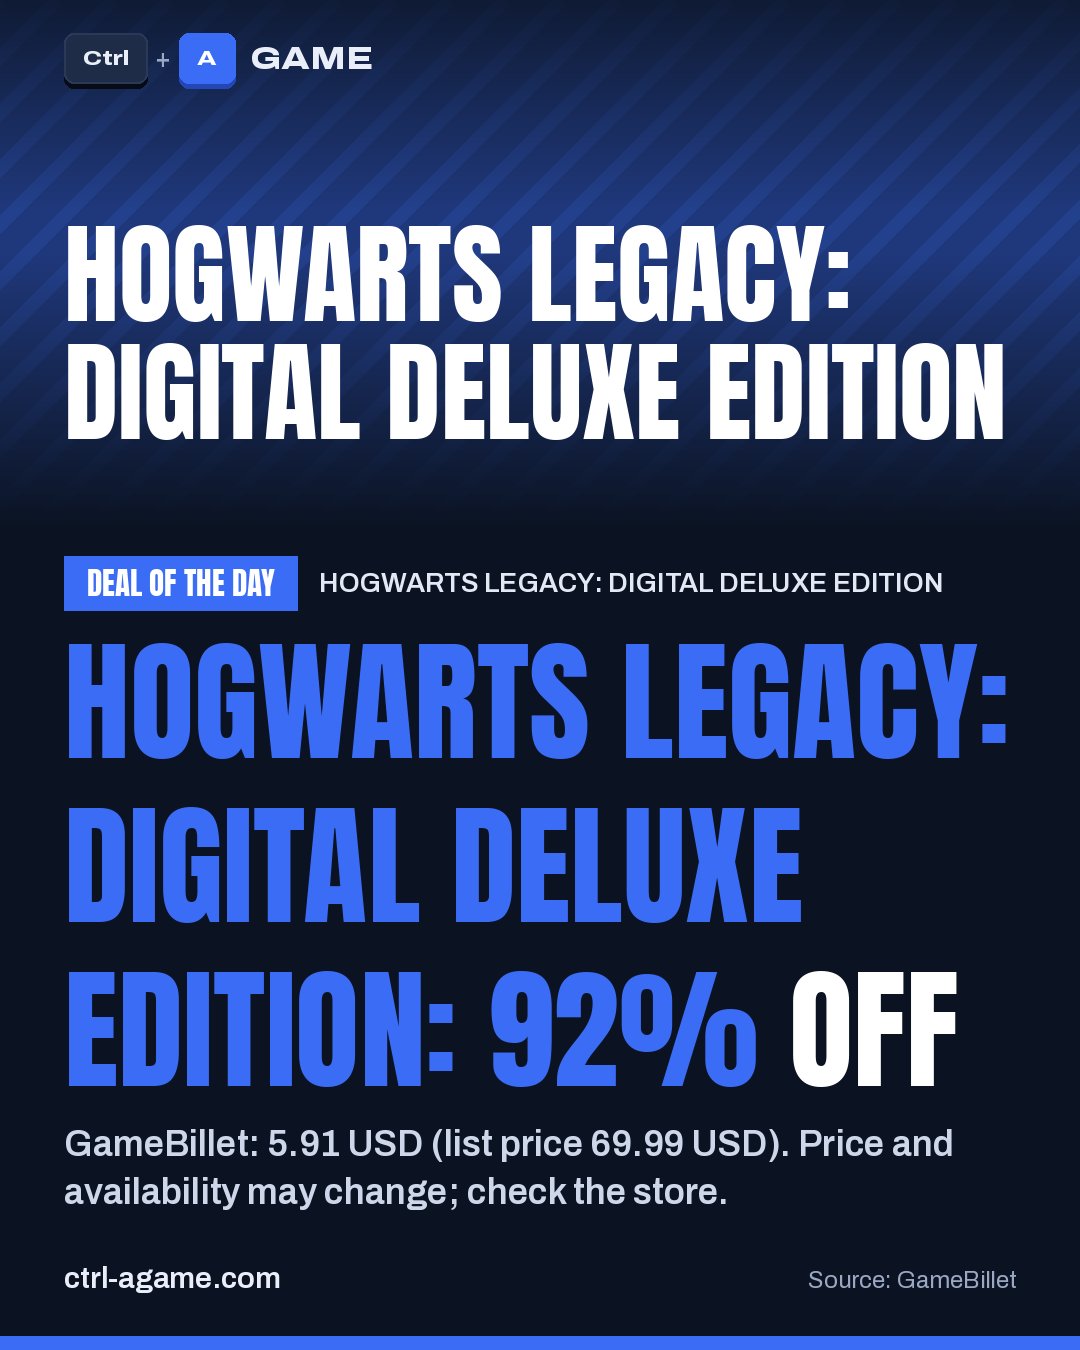 Ctrl + A GAME
HOGWARTS LEGACY:
DIGITAL DELUXE EDITION
DEAL OF THE DAY HOGWARTS LEGACY: DIGITAL DELUXE EDITION
HOGWARTS LEGACY:
DIGITAL DELUXE
EDITION: 92% OFF
GameBillet: 5.91 USD (list price 69.99 USD). Price and
availability may change; check the store.
ctrl-agame.com Source: GameBillet